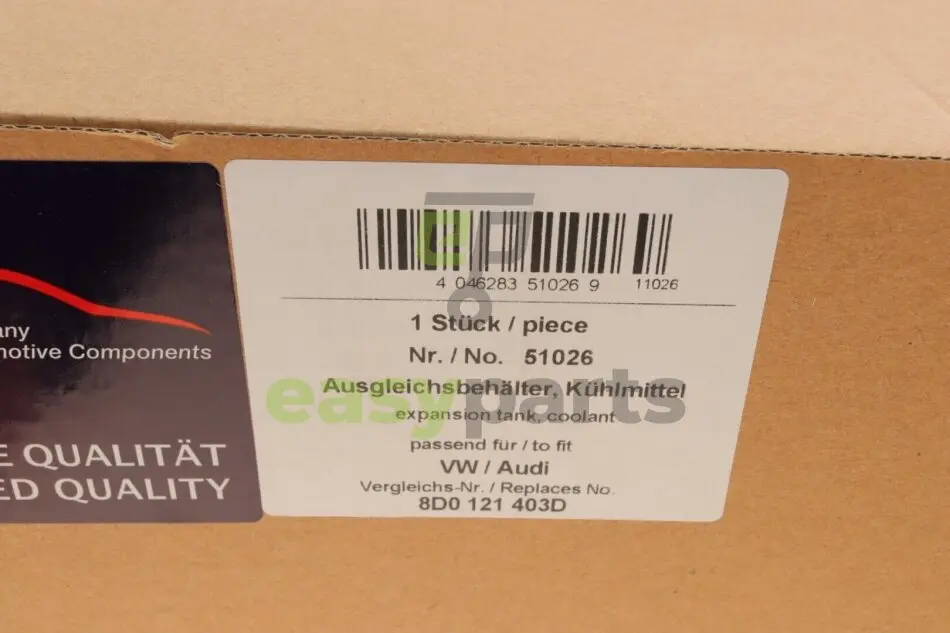 4 046283 51026 9 11026
1 Stück / piece
Nr. / No. 51026
Ausgleichsbehälter, Kühlmittel
easyparts
expansion tank, coolant
passend für / to fit
VW / Audi
Vergleichs-Nr. / Replaces No.
8D0 121 403D
any
motive Components
E QUALITÄT
ED QUALITY